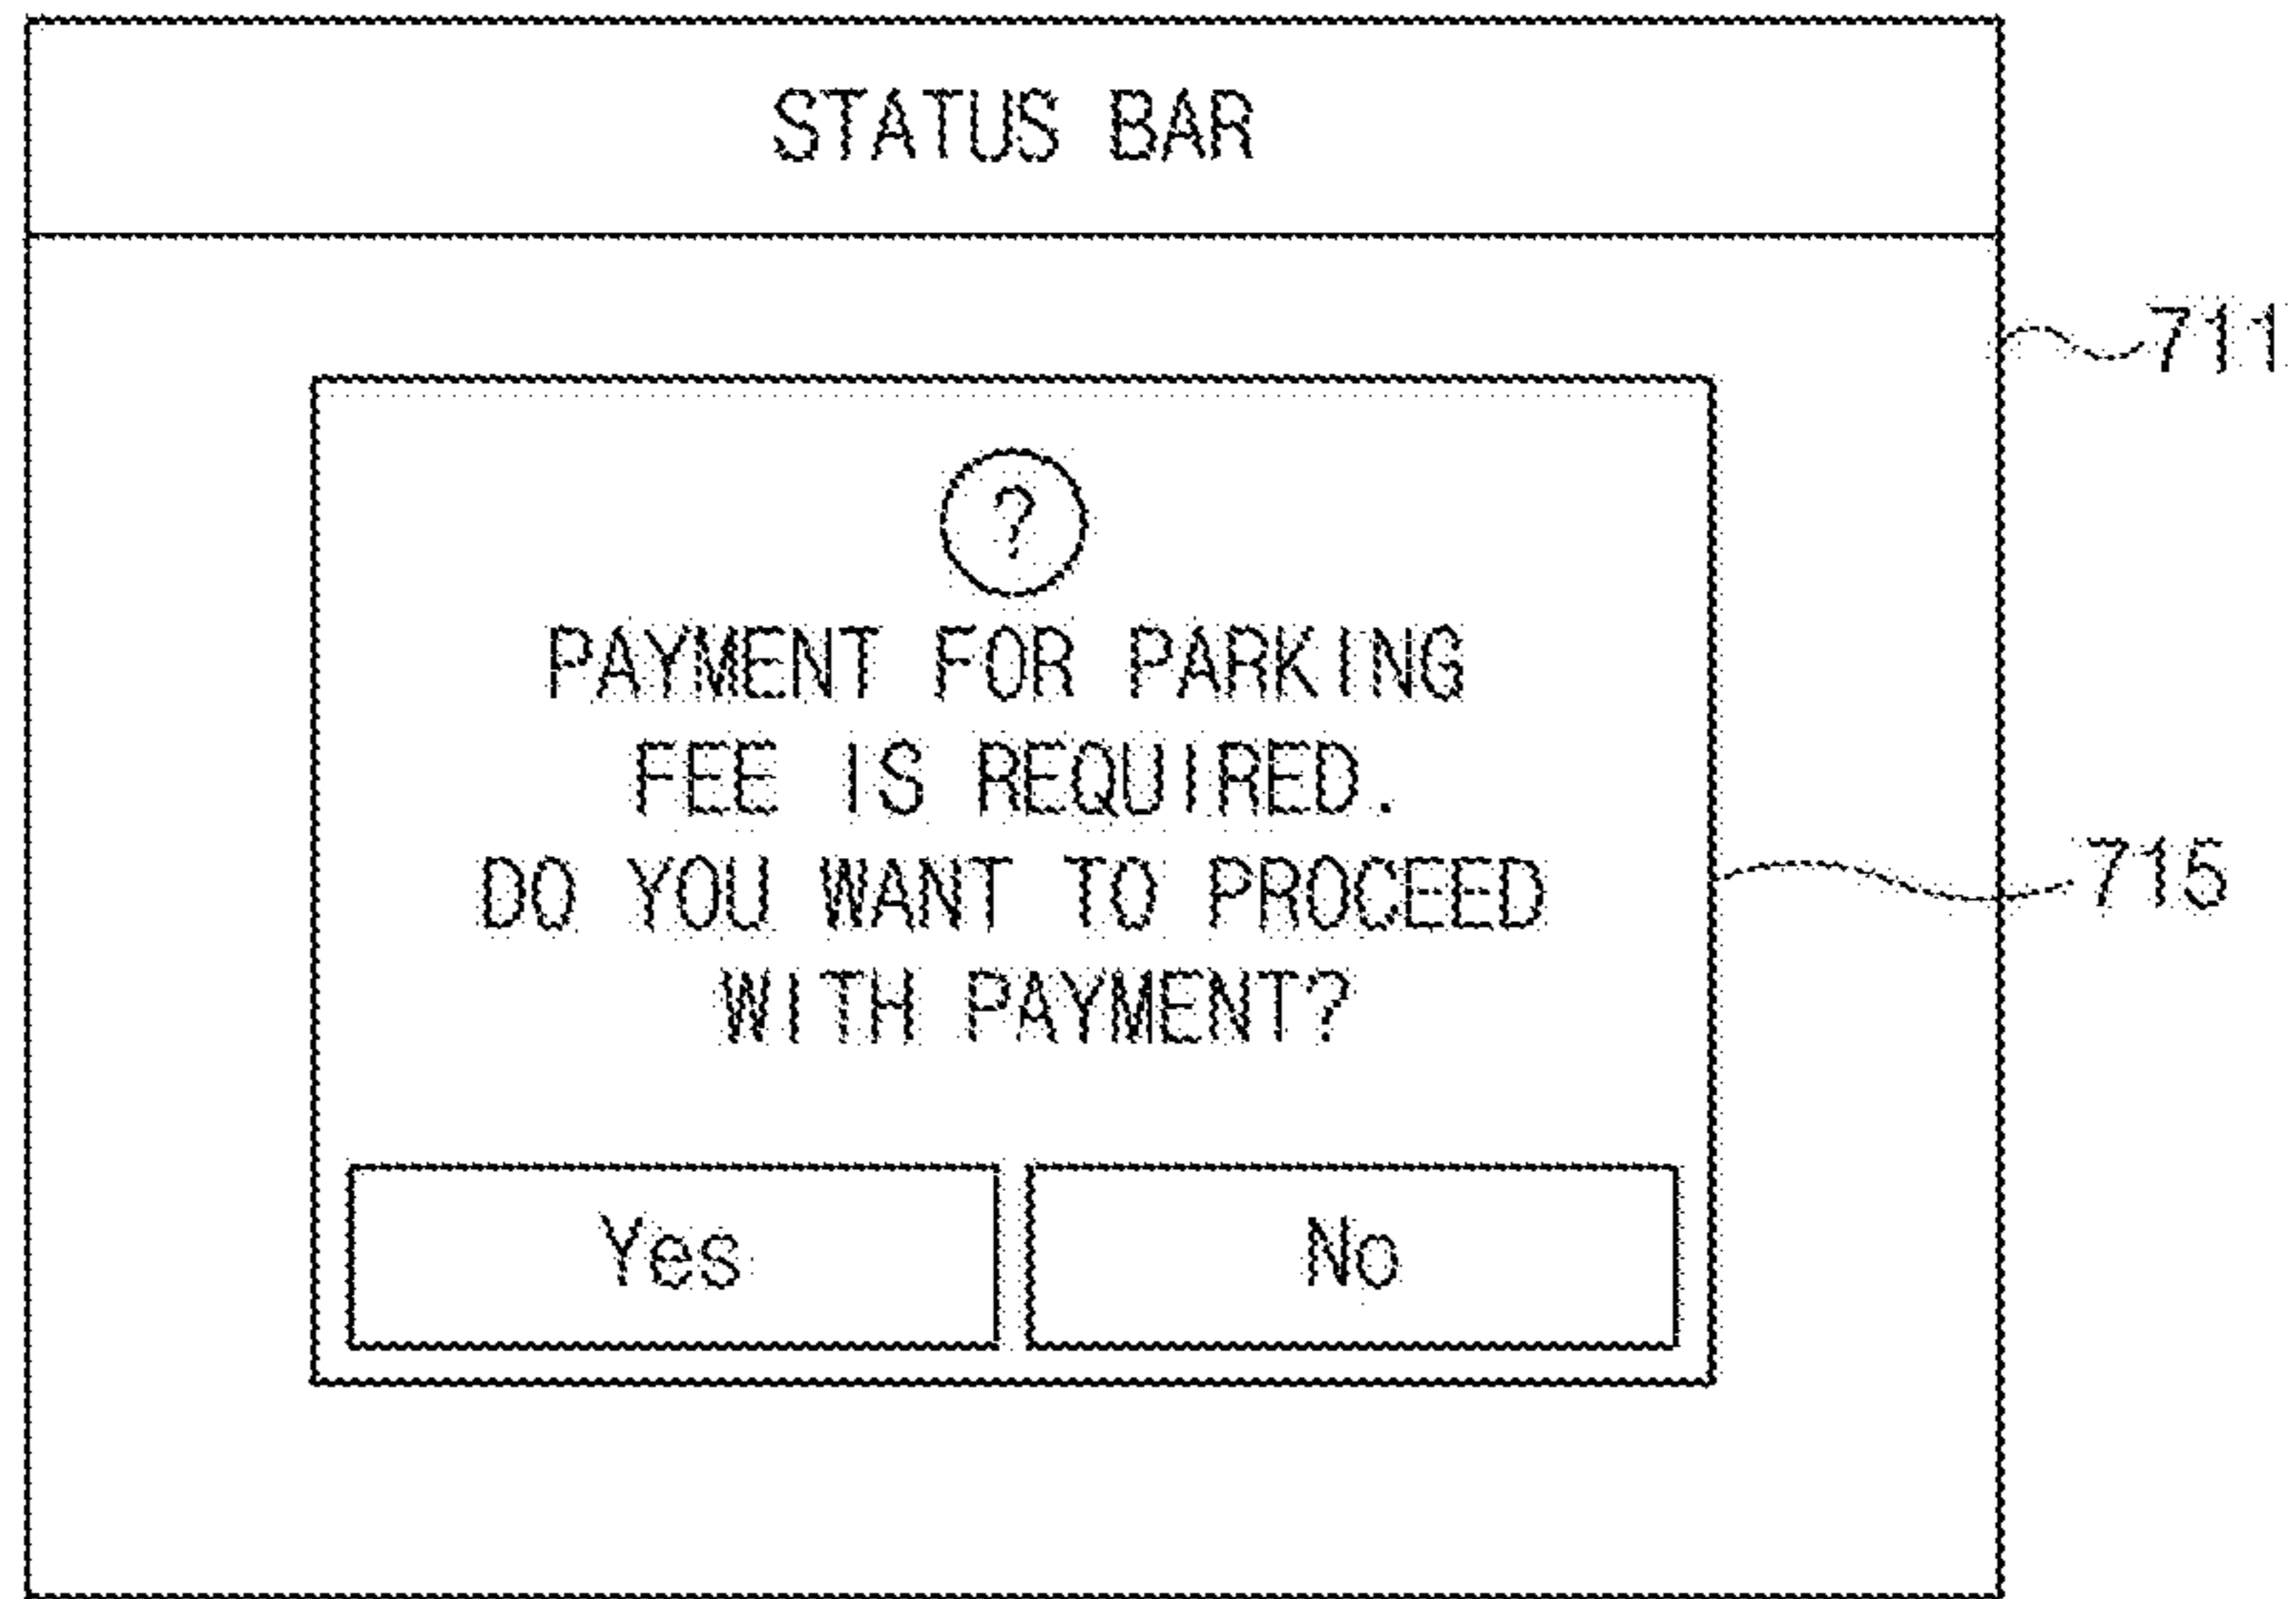 STATUS BAR
711
?
PAYMENT FOR PARKING
FEE IS REQUIRED.
DO YOU WANT TO PROCEED
WITH PAYMENT?
715
Yes
No